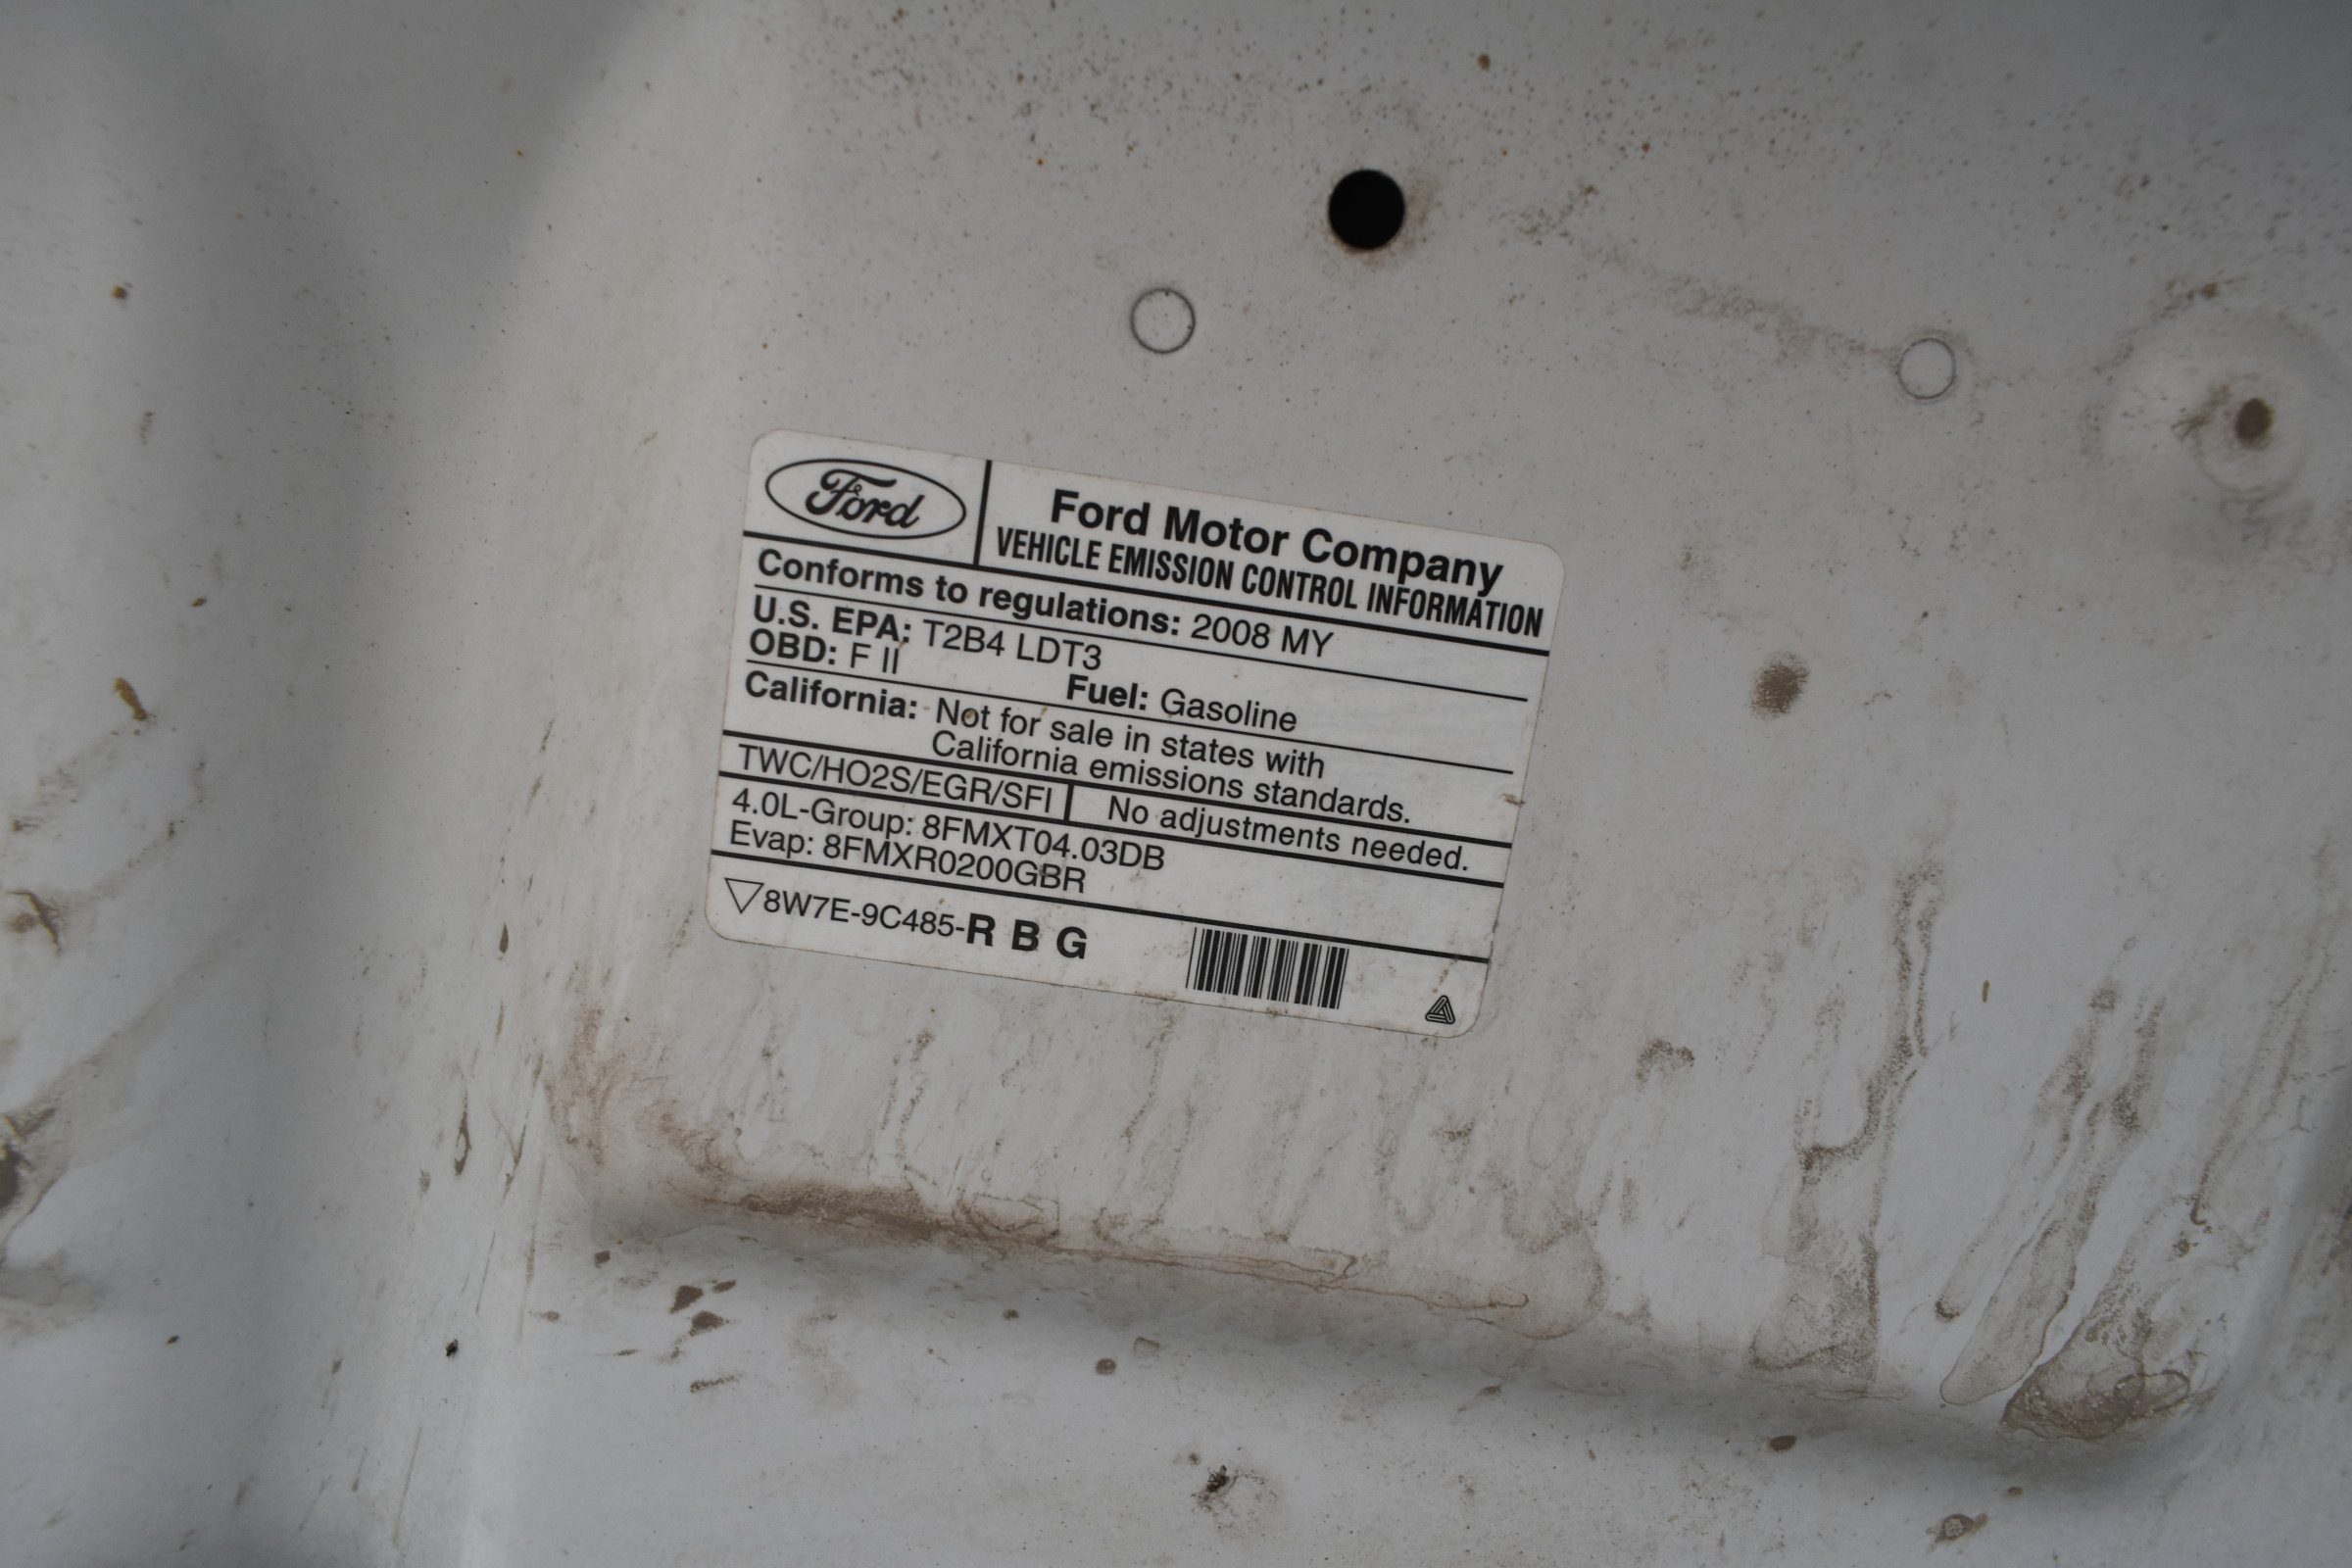 Ford
Ford Motor Company
VEHICLE EMISSION CONTROL INFORMATION
Conforms to regulations: 2008 MY
U.S. EPA: T2B4 LDT3
OBD: F II Fuel: Gasoline
California: Not for sale in states with
California emissions standards.
TWC/HO2S/EGR/SFI No adjustments needed.
4.0L-Group: 8FMXT04.03DB
Evap: 8FMXR0200GBR
8W7E-9C485-R B G